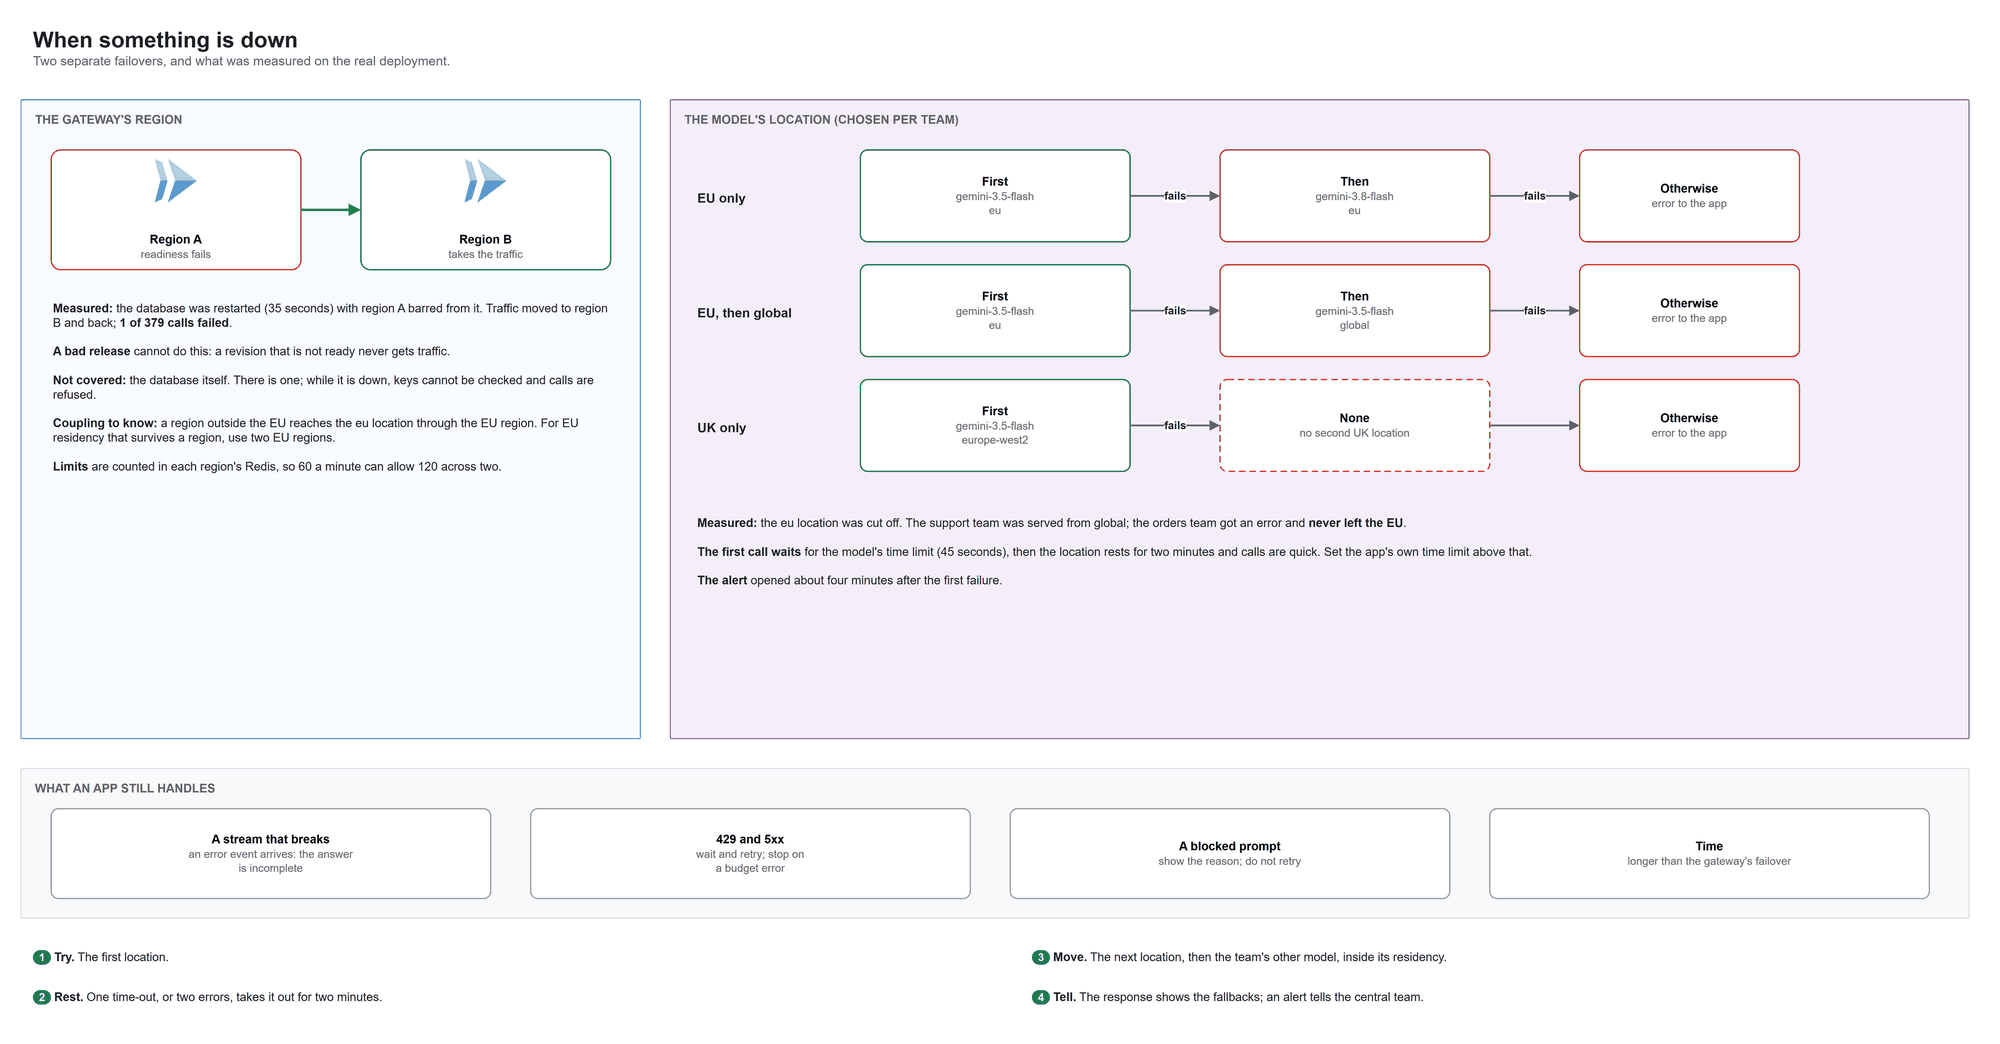 When something is down
Two separate failovers, and what was measured on the real deployment.
THE GATEWAY'S REGION
Region A
readiness fails
Region B
takes the traffic
Measured: the database was restarted (35 seconds) with region A barred from it. Traffic moved to region
B and back; 1 of 379 calls failed.
A bad release cannot do this: a revision that is not ready never gets traffic.
Not covered: the database itself. There is one; while it is down, keys cannot be checked and calls are
refused.
Coupling to know: a region outside the EU reaches the eu location through the EU region. For EU
residency that survives a region, use two EU regions.
Limits are counted in each region's Redis, so 60 a minute can allow 120 across two.
THE MODEL'S LOCATION (CHOSEN PER TEAM)
EU only
First
gemini-3.5-flash
eu
fails
Then
gemini-3.8-flash
eu
fails
Otherwise
error to the app
EU, then global
First
gemini-3.5-flash
eu
fails
Then
gemini-3.5-flash
global
fails
Otherwise
error to the app
UK only
First
gemini-3.5-flash
europe-west2
fails
None
no second UK location
Otherwise
error to the app
Measured: the eu location was cut off. The support team was served from global; the orders team got an error and never left the EU.
The first call waits for the model's time limit (45 seconds), then the location rests for two minutes and calls are quick. Set the app's own time limit above that.
The alert opened about four minutes after the first failure.
WHAT AN APP STILL HANDLES
A stream that breaks
an error event arrives: the answer
is incomplete
429 and 5xx
wait and retry; stop on
a budget error
A blocked prompt
show the reason; do not retry
Time
longer than the gateway's failover
1 Try. The first location.
2 Rest. One time-out, or two errors, takes it out for two minutes.
3 Move. The next location, then the team's other model, inside its residency.
4 Tell. The response shows the fallbacks; an alert tells the central team.